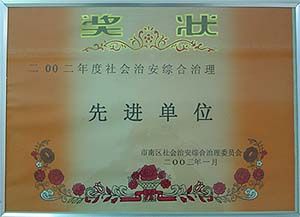 奖状
二00二年度社会治安综合治理
先进单位
市南区社会治安综合治理委员会
二00三年一月